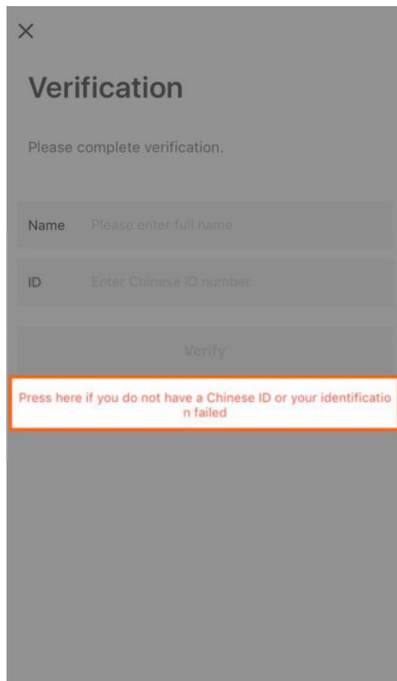 Verification
Please complete verification.
Name Please enter full name
ID Enter Chinese ID number
Verify
Press here if you do not have a Chinese ID or your identificatio
n failed